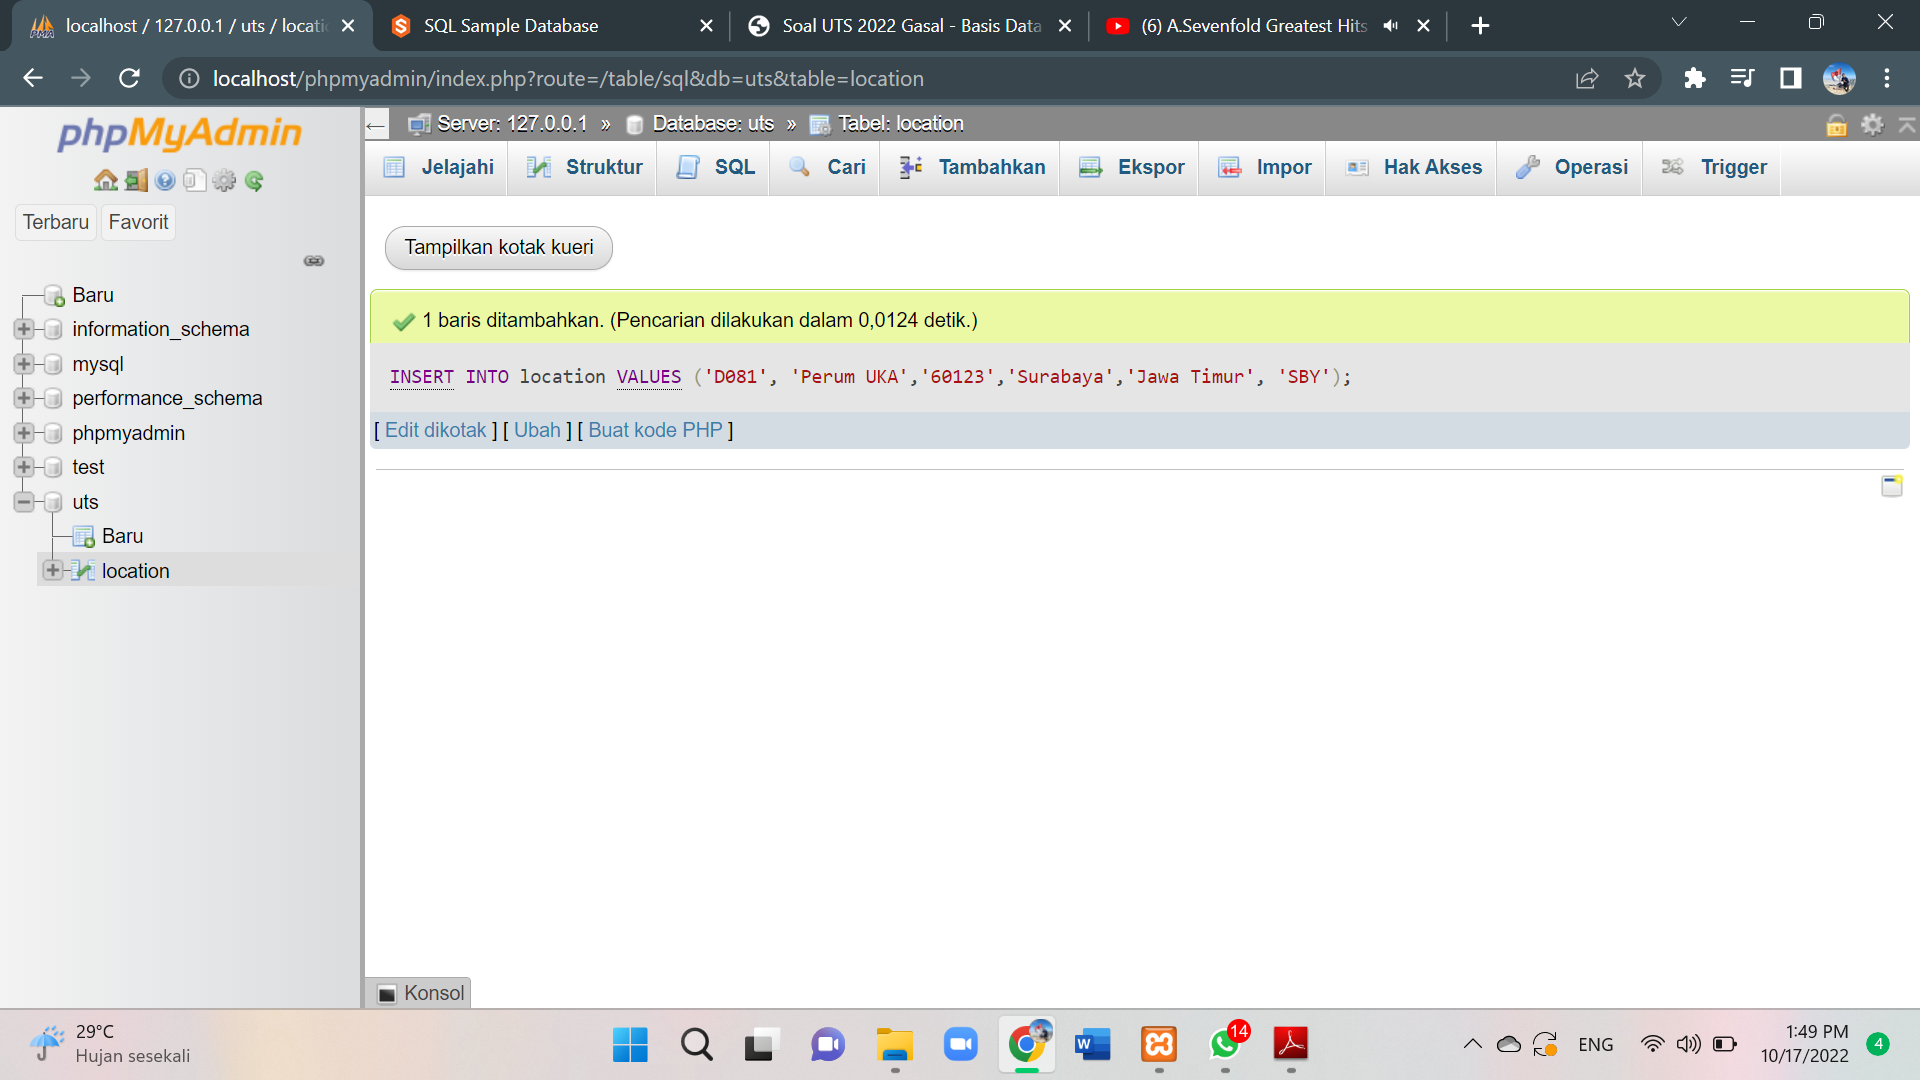 localhost / 127.0.0.1 / uts / locati
SQL Sample Database
Soal UTS 2022 Gasal - Basis Data
(6) A.Sevenfold Greatest Hits
localhost/phpmyadmin/index.php?route=/table/sql&db=uts&table=location
phpMyAdmin
Server: 127.0.0.1 » Database: uts » Tabel: location
Jelajahi Struktur SQL Cari Tambahkan Ekspor Impor Hak Akses Operasi Trigger
Terbaru Favorit
Tampilkan kotak kueri
Baru
information_schema
mysql
performance_schema
phpmyadmin
test
uts
Baru
location
1 baris ditambahkan. (Pencarian dilakukan dalam 0,0124 detik.)
INSERT INTO location VALUES ('D081', 'Perum UKA','60123','Surabaya','Jawa Timur', 'SBY');
[ Edit dikotak ] [ Ubah ] [ Buat kode PHP ]
Konsol
29°C
Hujan sesekali
14
ENG
1:49 PM
10/17/2022
4